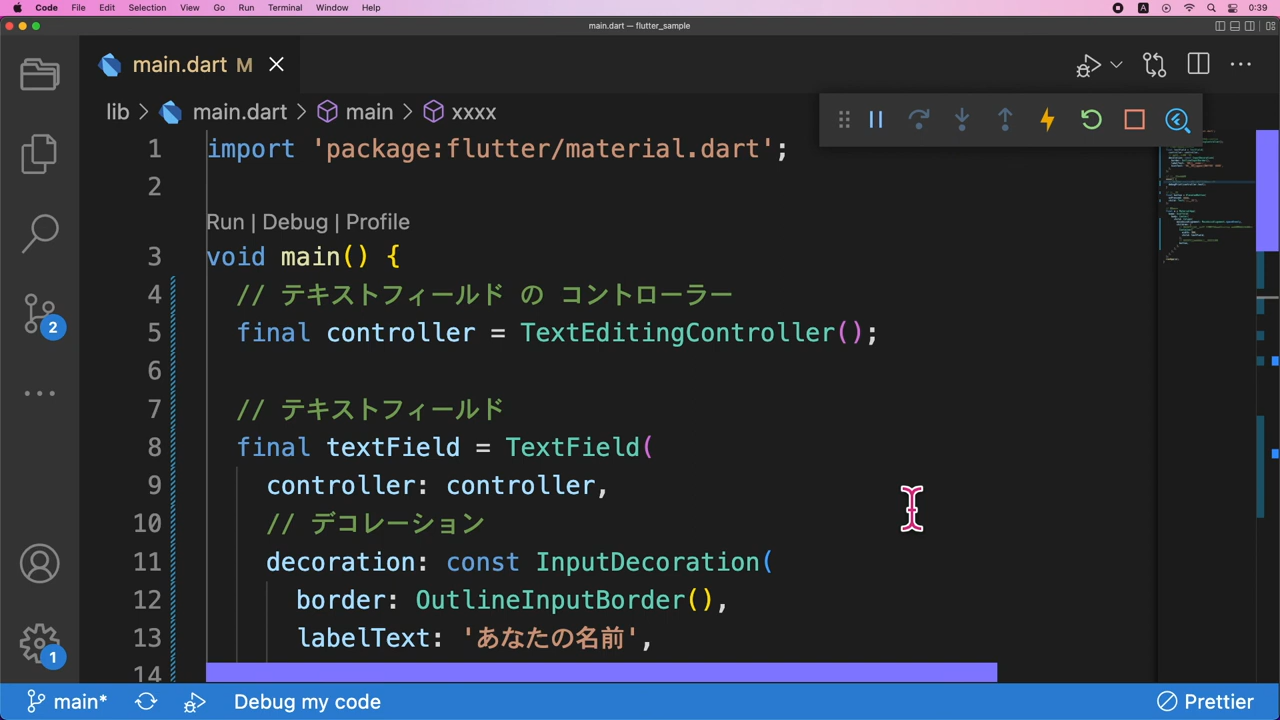 Code File Edit Selection View Go Run Terminal Window Help A 0:39
main.dart — flutter_sample
main.dart M
lib > main.dart > main > xxxx
1 import 'package:flutter/material.dart';
2
Run | Debug | Profile
3 void main() {
4 // テキストフィールド の コントローラー
5 final controller = TextEditingController();
6
7 // テキストフィールド
8 final textField = TextField(
9 controller: controller,
10 // デコレーション
11 decoration: const InputDecoration(
12 border: OutlineInputBorder(),
13 labelText: 'あなたの名前',
14
2
1
main* Debug my code Prettier